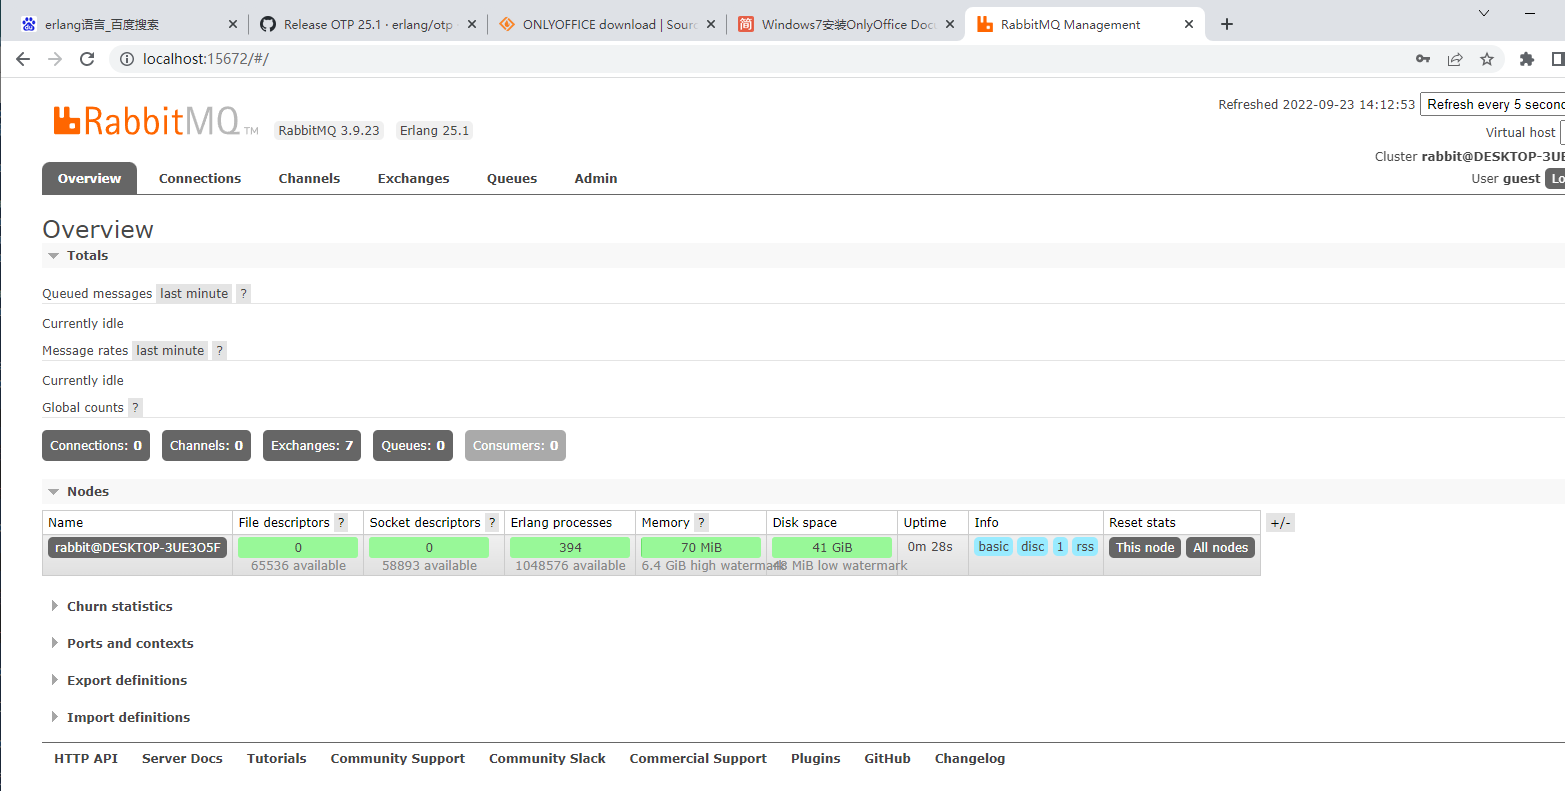 erlang语言_百度搜索
Release OTP 25.1 · erlang/otp
ONLYOFFICE download | Sour
Windows7安装OnlyOffice Doc
RabbitMQ Management
localhost:15672/#/
RabbitMQ TM
RabbitMQ 3.9.23
Erlang 25.1
Refreshed 2022-09-23 14:12:53
Refresh every 5 second
Virtual host
Cluster rabbit@DESKTOP-3UE
User guest
Lo
Overview
Connections
Channels
Exchanges
Queues
Admin
Overview
Totals
Queued messages last minute ?
Currently idle
Message rates last minute ?
Currently idle
Global counts ?
Connections: 0
Channels: 0
Exchanges: 7
Queues: 0
Consumers: 0
Nodes
Name File descriptors ? Socket descriptors ? Erlang processes Memory ? Disk space Uptime Info Reset stats +/-
rabbit@DESKTOP-3UE3O5F 0 0 394 70 MiB 41 GiB 0m 28s basic disc 1 rss This node All nodes
65536 available 58893 available 1048576 available 6.4 GiB high watermark 48 MiB low watermark
Churn statistics
Ports and contexts
Export definitions
Import definitions
HTTP API
Server Docs
Tutorials
Community Support
Community Slack
Commercial Support
Plugins
GitHub
Changelog